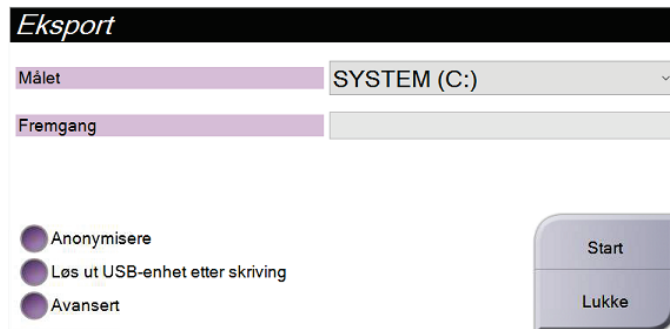 Eksport
Målet SYSTEM (C:)
Fremgang
Anonymisere
Løs ut USB-enhet etter skriving
Avansert
Start
Lukke